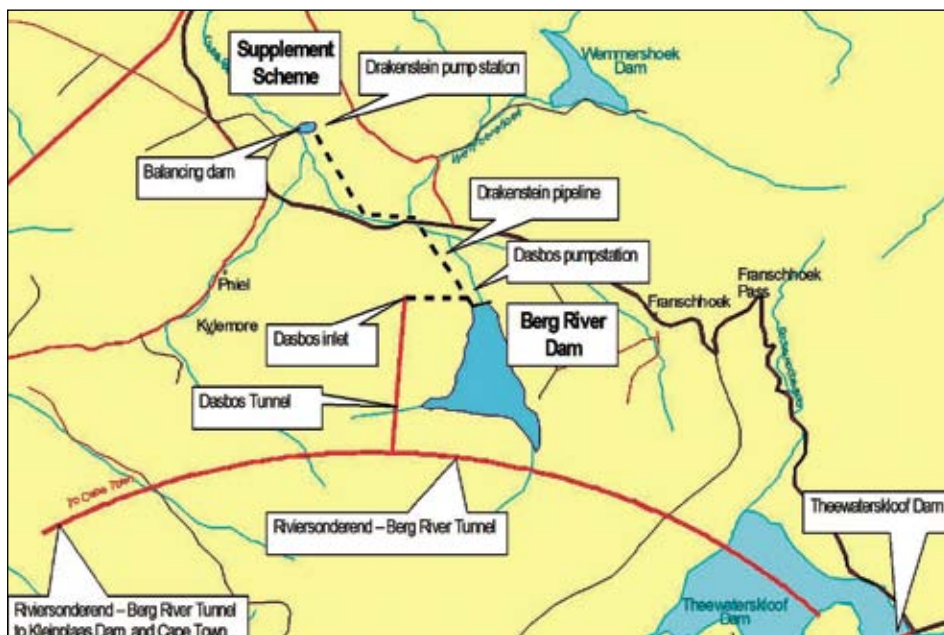 Supplement
Scheme
Drakenstein pump station
Wemmershoek
Dam
Balancing dam
Drakenstein pipeline
Dasbos pumpstation
Pniel
Kylemore
Dasbos inlet
Berg River
Dam
Franschhoek
Franschhoek
Pass
Dasbos Tunnel
To Cape Town
Riviersonderend – Berg River Tunnel
Theewaterskloof Dam
Theewaterskloof
Dam
Riviersonderend – Berg River Tunnel
to Kleinplaas Dam and Cape Town